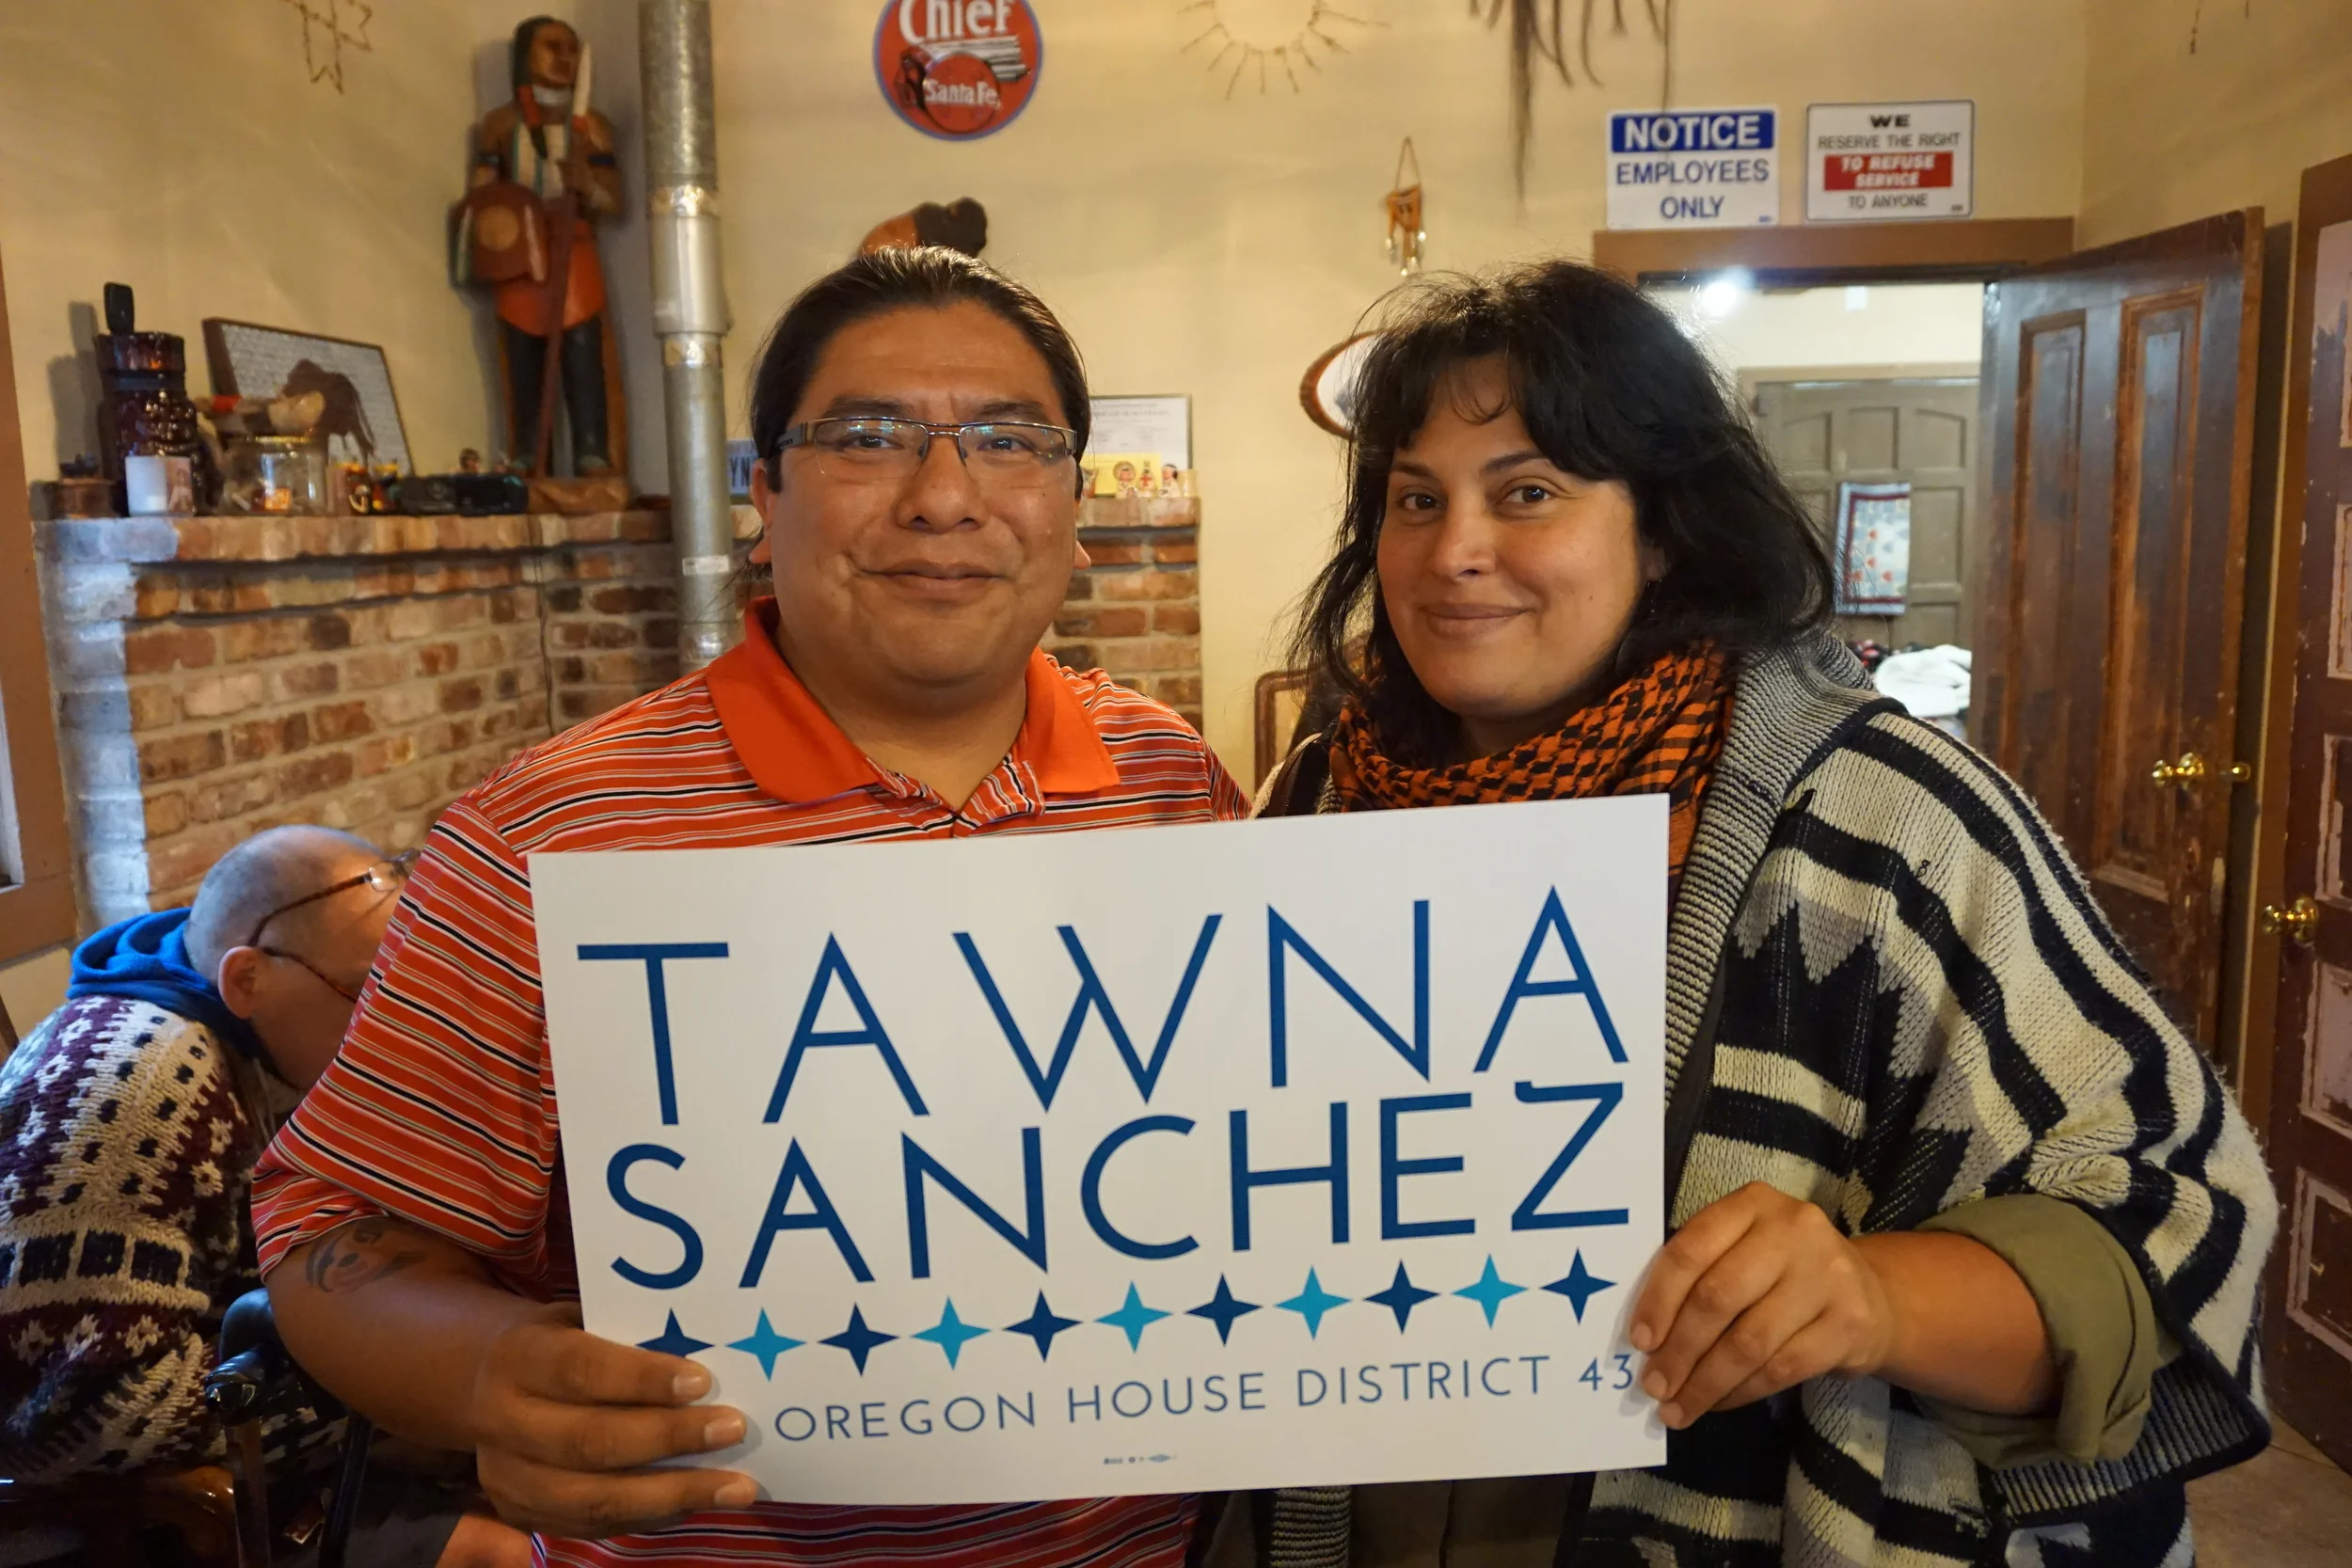 Chief
Santa Fe
NOTICE
EMPLOYEES
ONLY
WE
RESERVE THE RIGHT
TO REFUSE
SERVICE
TO ANYONE
TAWNA
SANCHEZ
OREGON HOUSE DISTRICT 43